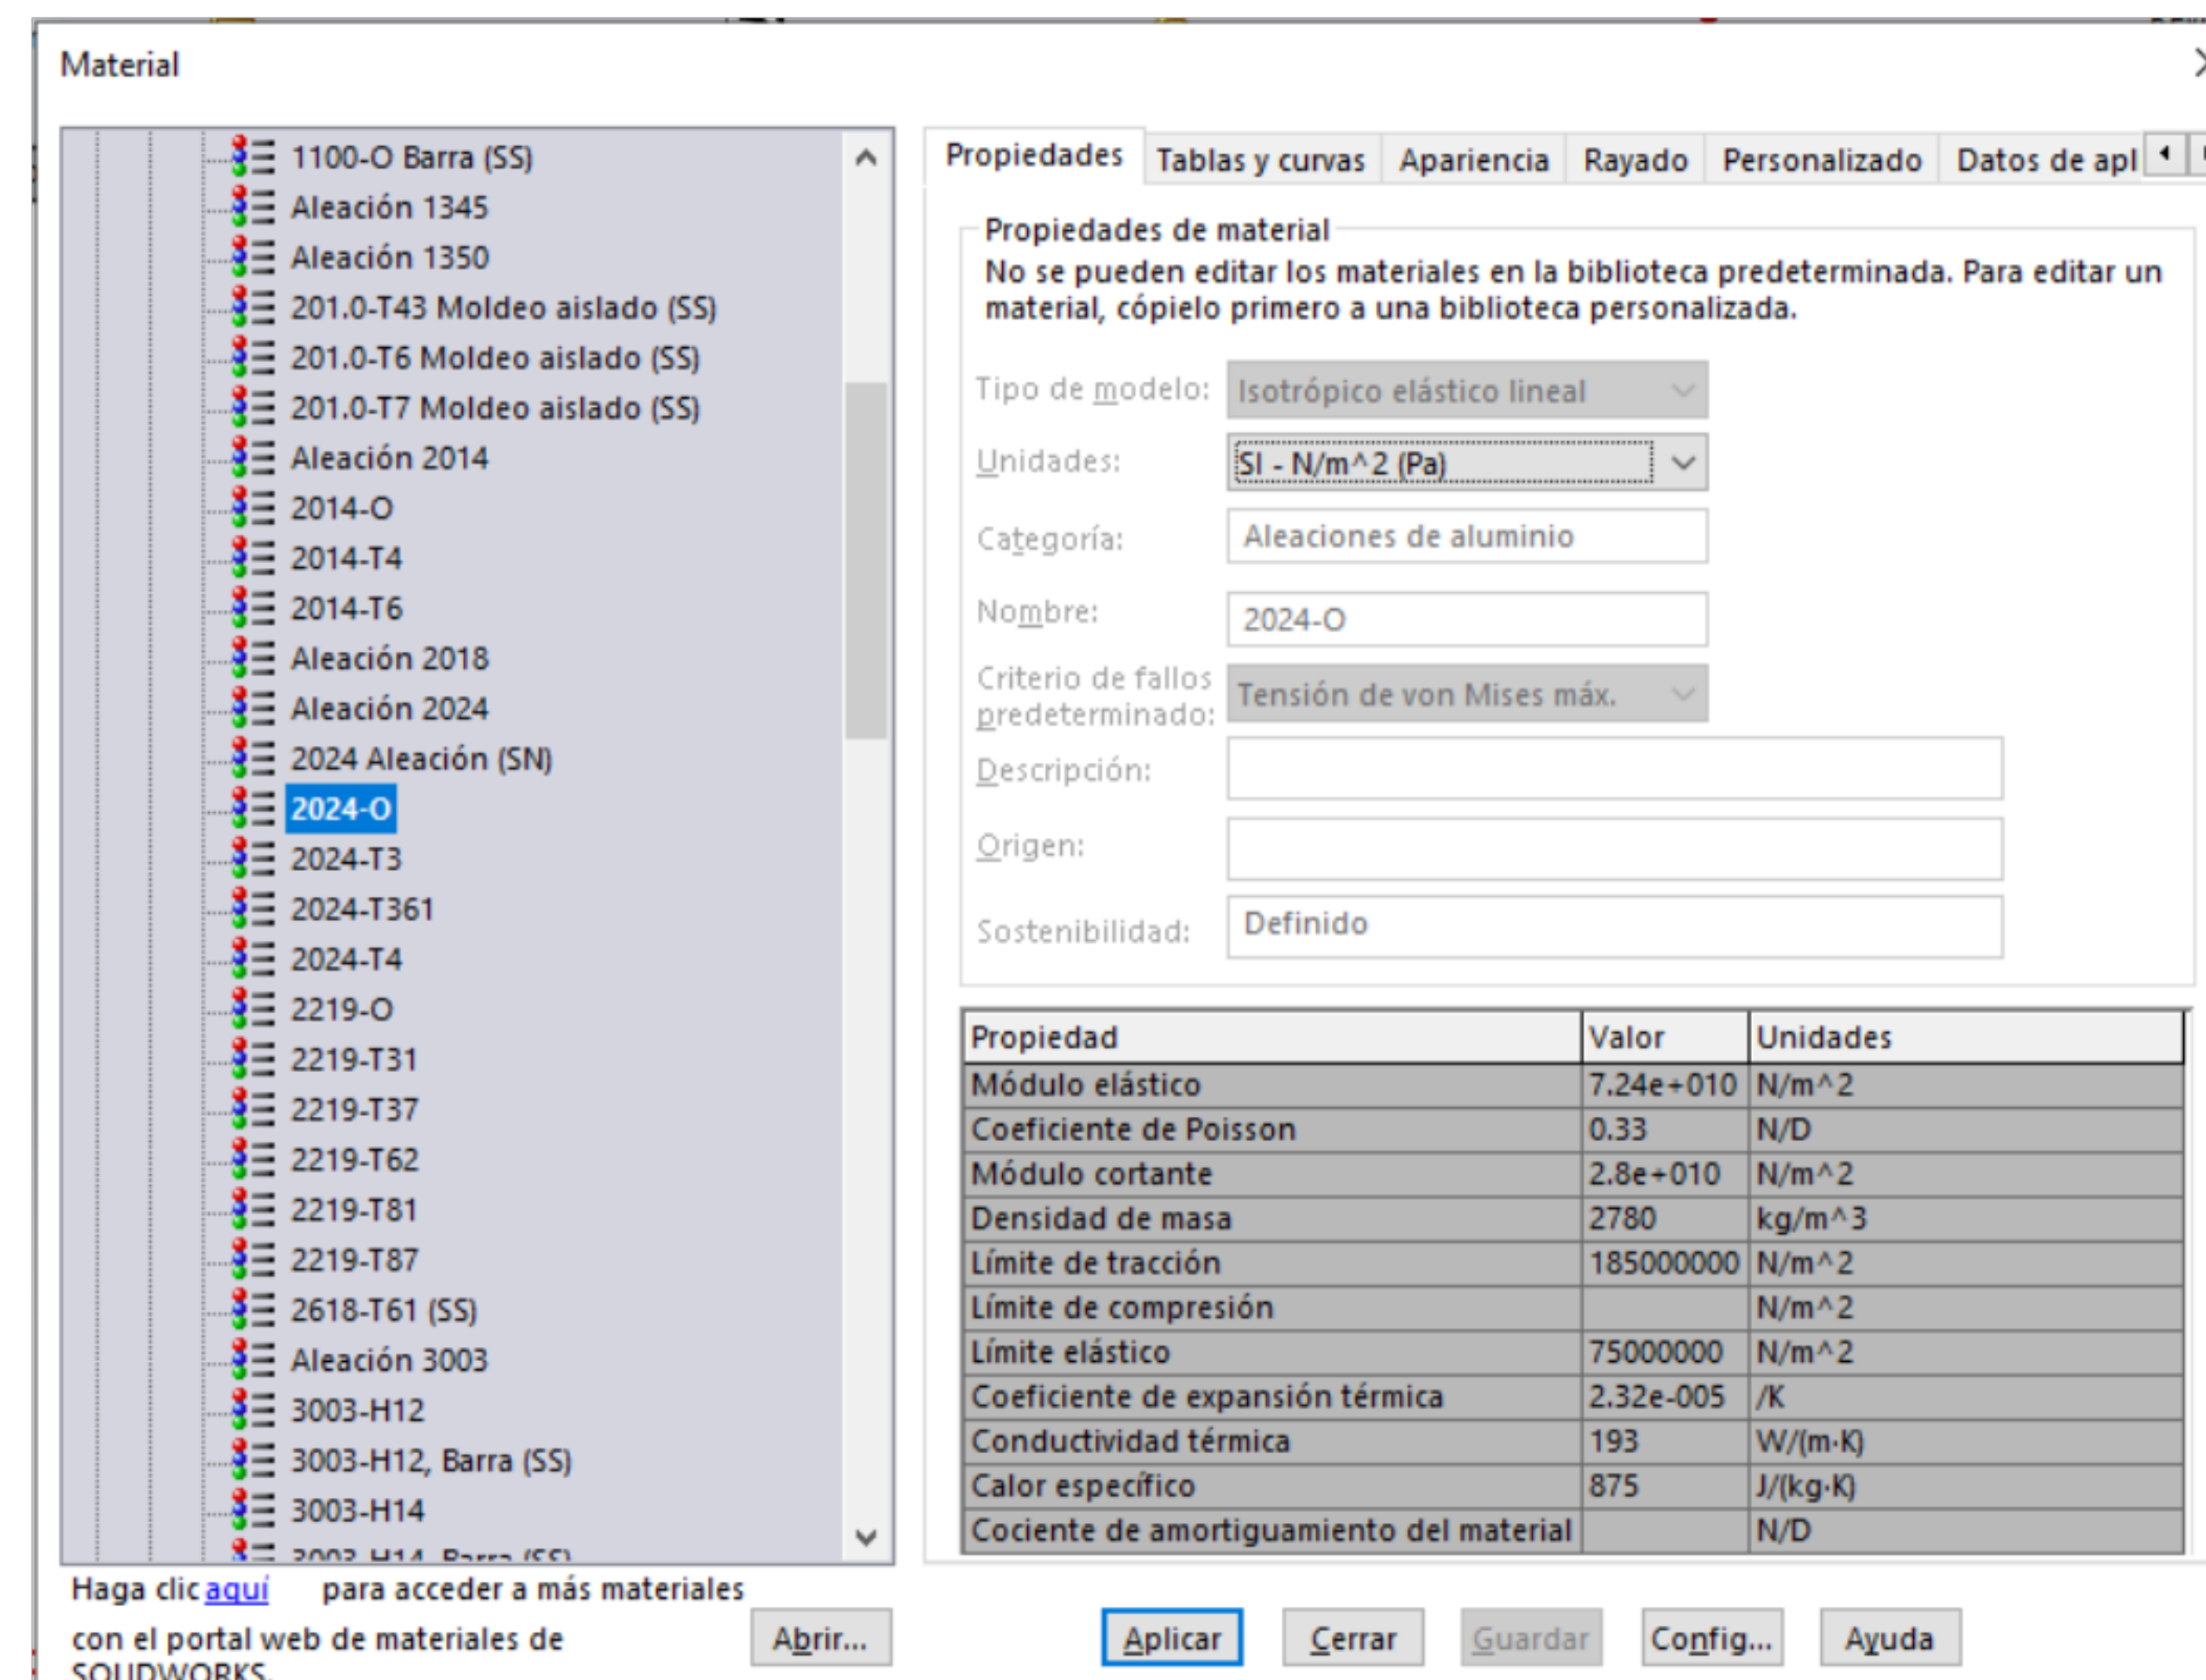 Material
1100-O Barra (SS)
Aleación 1345
Aleación 1350
201.0-T43 Moldeo aislado (SS)
201.0-T6 Moldeo aislado (SS)
201.0-T7 Moldeo aislado (SS)
Aleación 2014
2014-O
2014-T4
2014-T6
Aleación 2018
Aleación 2024
2024 Aleación (SN)
2024-O
2024-T3
2024-T361
2024-T4
2219-O
2219-T31
2219-T37
2219-T62
2219-T81
2219-T87
2618-T61 (SS)
Aleación 3003
3003-H12
3003-H12, Barra (SS)
3003-H14
3003-H14, Barra (SS)
Haga clic aquí para acceder a más materiales
con el portal web de materiales de
SOLIDWORKS.
Abrir...
Propiedades Tablas y curvas Apariencia Rayado Personalizado Datos de apl
Propiedades de material
No se pueden editar los materiales en la biblioteca predeterminada. Para editar un
material, cópielo primero a una biblioteca personalizada.
Tipo de modelo: Isotrópico elástico lineal
Unidades: SI - N/m^2 (Pa)
Categoría: Aleaciones de aluminio
Nombre: 2024-O
Criterio de fallos
predeterminado: Tensión de von Mises máx.
Descripción:
Origen:
Sostenibilidad: Definido
Propiedad Valor Unidades
Módulo elástico 7.24e+010 N/m^2
Coeficiente de Poisson 0.33 N/D
Módulo cortante 2.8e+010 N/m^2
Densidad de masa 2780 kg/m^3
Límite de tracción 185000000 N/m^2
Límite de compresión N/m^2
Límite elástico 75000000 N/m^2
Coeficiente de expansión térmica 2.32e-005 /K
Conductividad térmica 193 W/(m·K)
Calor específico 875 J/(kg·K)
Cociente de amortiguamiento del material N/D
Aplicar Cerrar Guardar Config... Ayuda